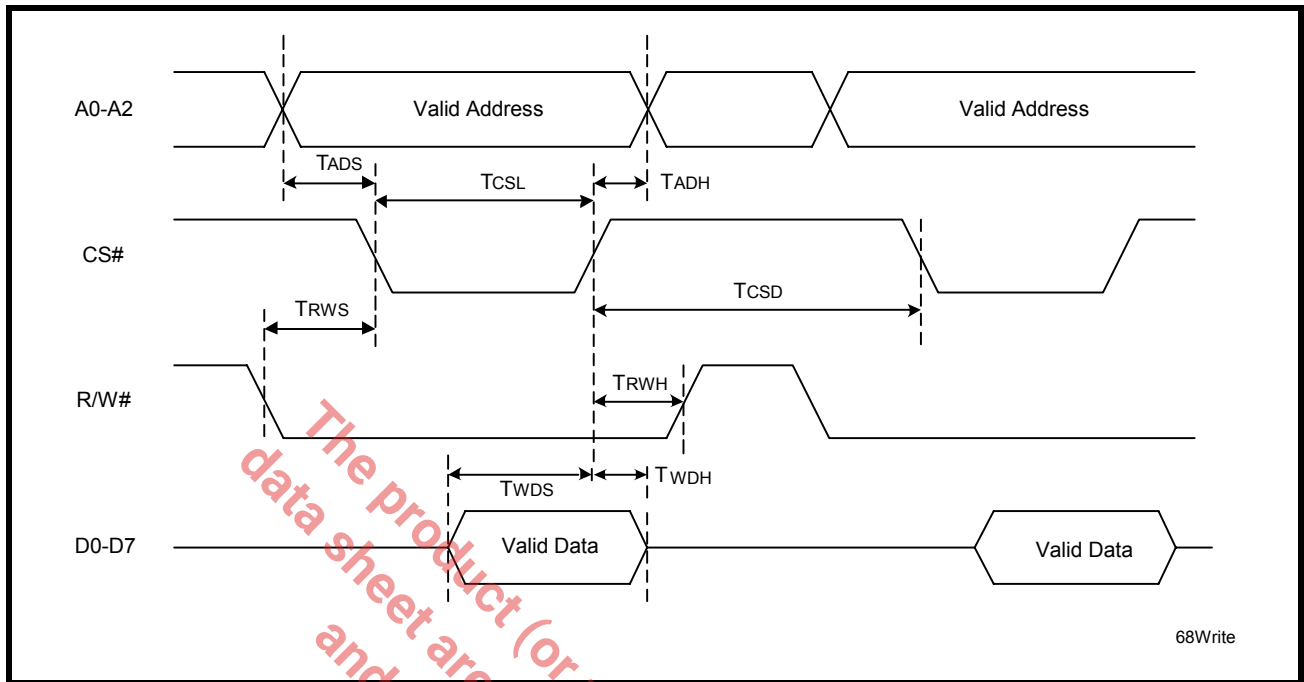 A0-A2
Valid Address
Valid Address
TADS
TCSL
TADH
CS#
TCSD
TRWS
R/W#
TRWH
TWDS
TWDH
D0-D7
Valid Data
Valid Data
68Write
The product (or
data sheet are
and